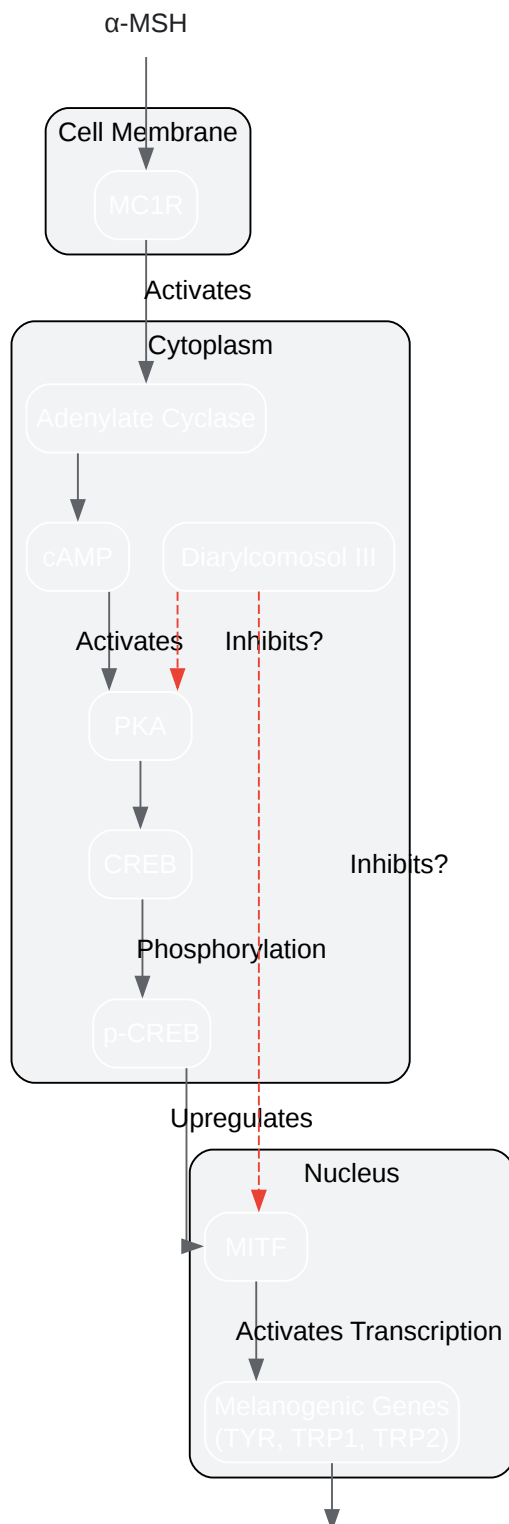 α-MSH
Cell Membrane
MC1R
Activates
Cytoplasm
Adenylate Cyclase
cAMP
Diarylcomosol III
Activates
Inhibits?
PKA
CREB
Inhibits?
Phosphorylation
p-CREB
Upregulates
Nucleus
MITF
Activates Transcription
Melanogenic Genes
(TYR, TRP1, TRP2)